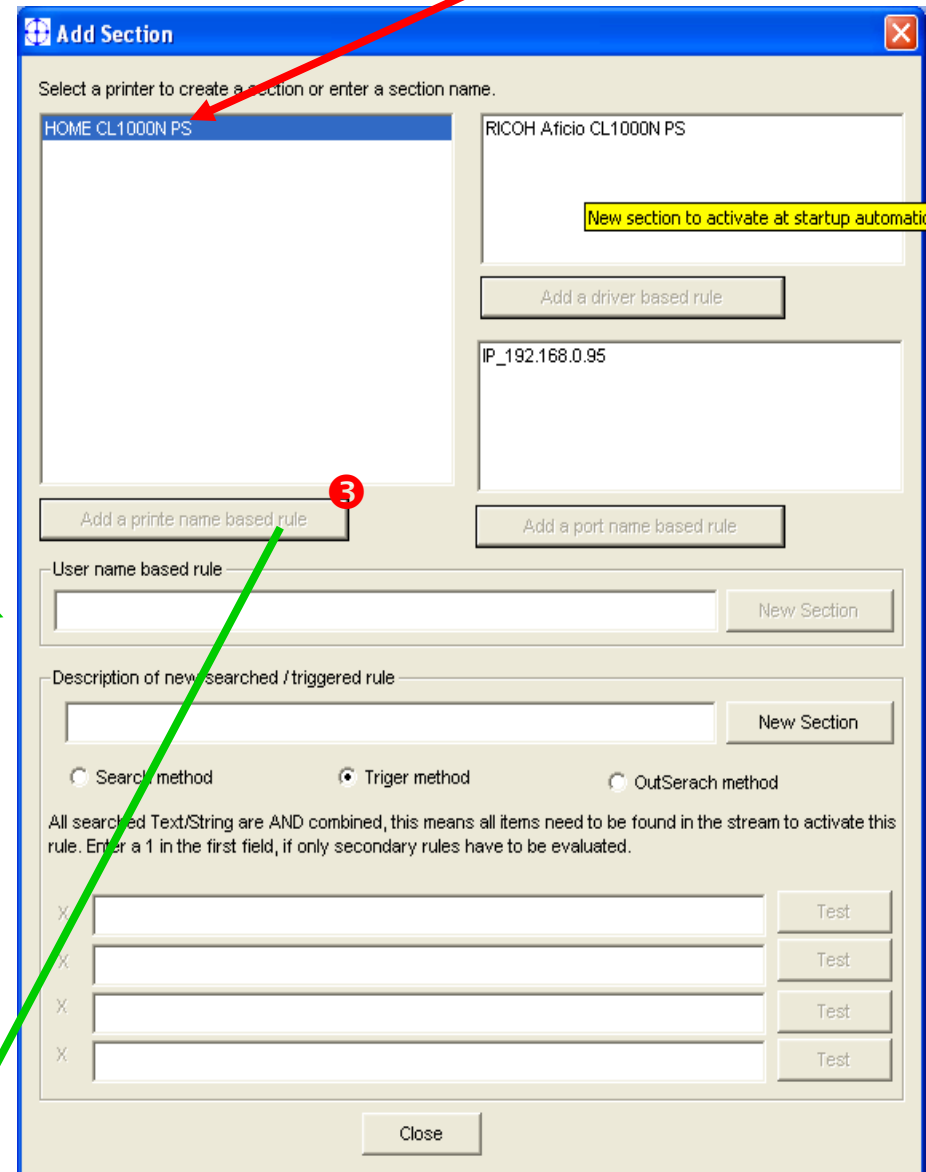 Add Section
Select a printer to create a section or enter a section name.
HOME CL1000N PS
RICOH Aficio CL1000N PS
New section to activate at startup automatic
Add a driver based rule
IP_192.168.0.95
3
Add a printe name based rule
Add a port name based rule
User name based rule
New Section
Description of new searched / triggered rule
New Section
Search method
Triger method
OutSerach method
All searched Text/String are AND combined, this means all items need to be found in the stream to activate this
rule. Enter a 1 in the first field, if only secondary rules have to be evaluated.
X
Test
X
Test
X
Test
X
Test
Close